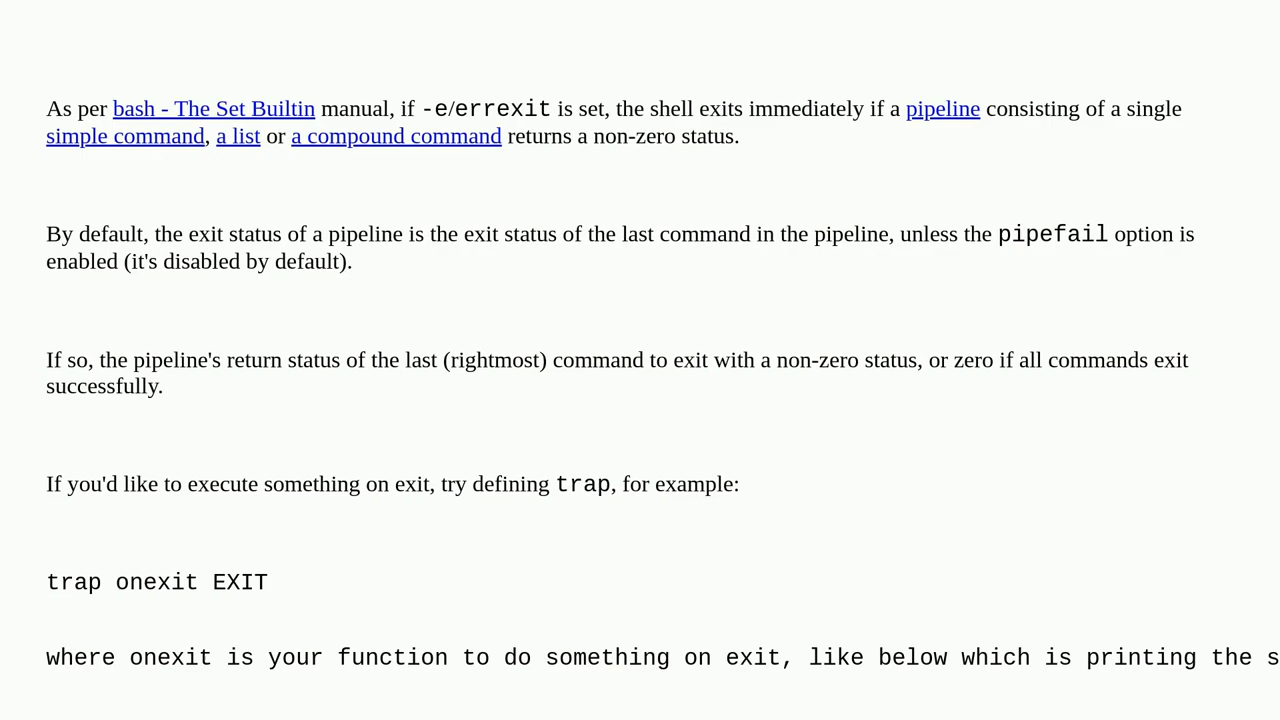 As per bash - The Set Builtin manual, if -e/errexit is set, the shell exits immediately if a pipeline consisting of a single
simple command, a list or a compound command returns a non-zero status.
By default, the exit status of a pipeline is the exit status of the last command in the pipeline, unless the pipefail option is
enabled (it's disabled by default).
If so, the pipeline's return status of the last (rightmost) command to exit with a non-zero status, or zero if all commands exit
successfully.
If you'd like to execute something on exit, try defining trap, for example:
trap onexit EXIT
where onexit is your function to do something on exit, like below which is printing the